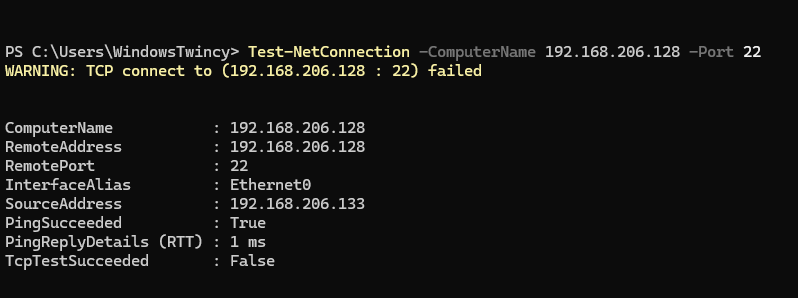 PS C:\Users\WindowsTwincy> Test-NetConnection -ComputerName 192.168.206.128 -Port 22
WARNING: TCP connect to (192.168.206.128 : 22) failed
ComputerName : 192.168.206.128
RemoteAddress : 192.168.206.128
RemotePort : 22
InterfaceAlias : Ethernet0
SourceAddress : 192.168.206.133
PingSucceeded : True
PingReplyDetails (RTT) : 1 ms
TcpTestSucceeded : False